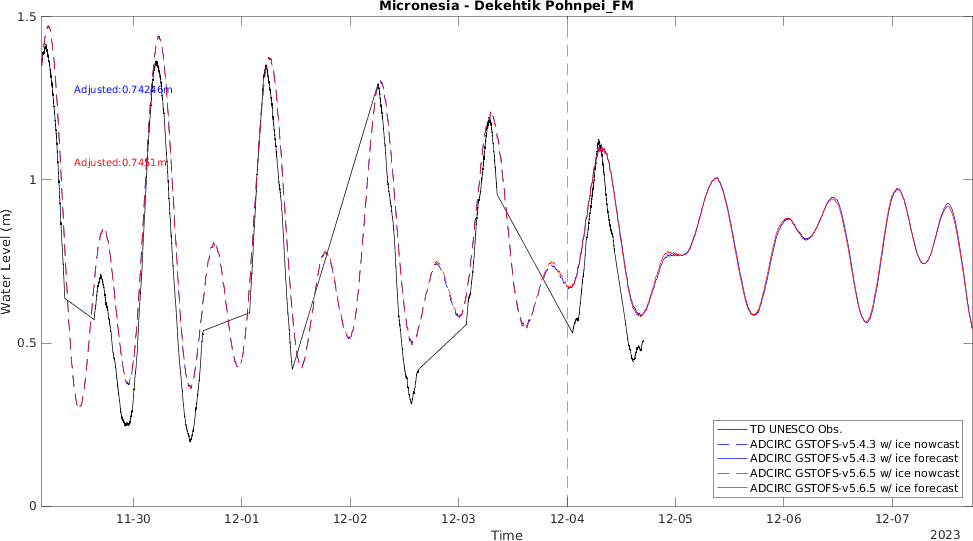 Micronesia - Dekehtik Pohnpei_FM
1.5
1
0.5
0
Water Level (m)
Adjusted:0.74246m
Adjusted:0.7451m
TD UNESCO Obs.
ADCIRC GSTOFS-v5.4.3 w/ ice nowcast
ADCIRC GSTOFS-v5.4.3 w/ ice forecast
ADCIRC GSTOFS-v5.6.5 w/ ice nowcast
ADCIRC GSTOFS-v5.6.5 w/ ice forecast
11-30 12-01 12-02 12-03 12-04 12-05 12-06 12-07
Time
2023